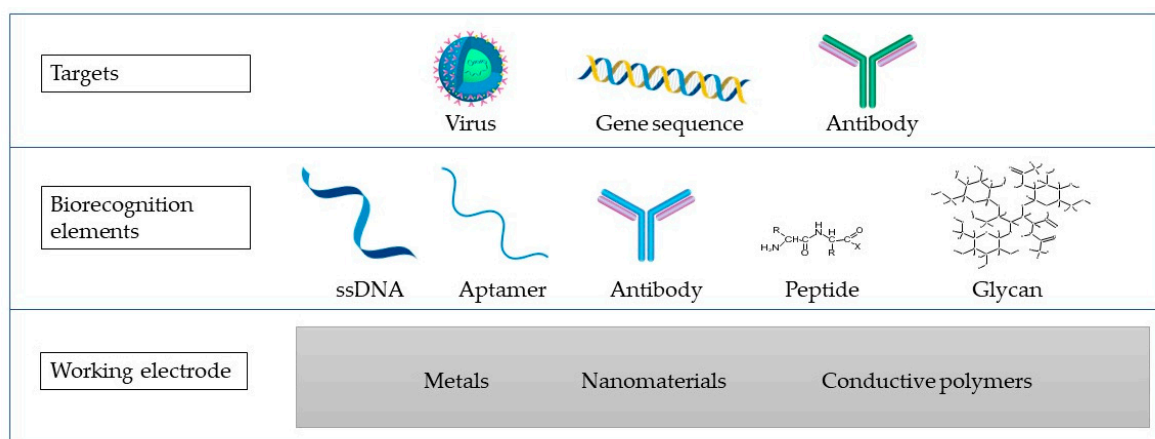 Targets
Virus
Gene sequence
Antibody
Biorecognition
elements
ssDNA
Aptamer
Antibody
Peptide
Glycan
Working electrode
Metals
Nanomaterials
Conductive polymers